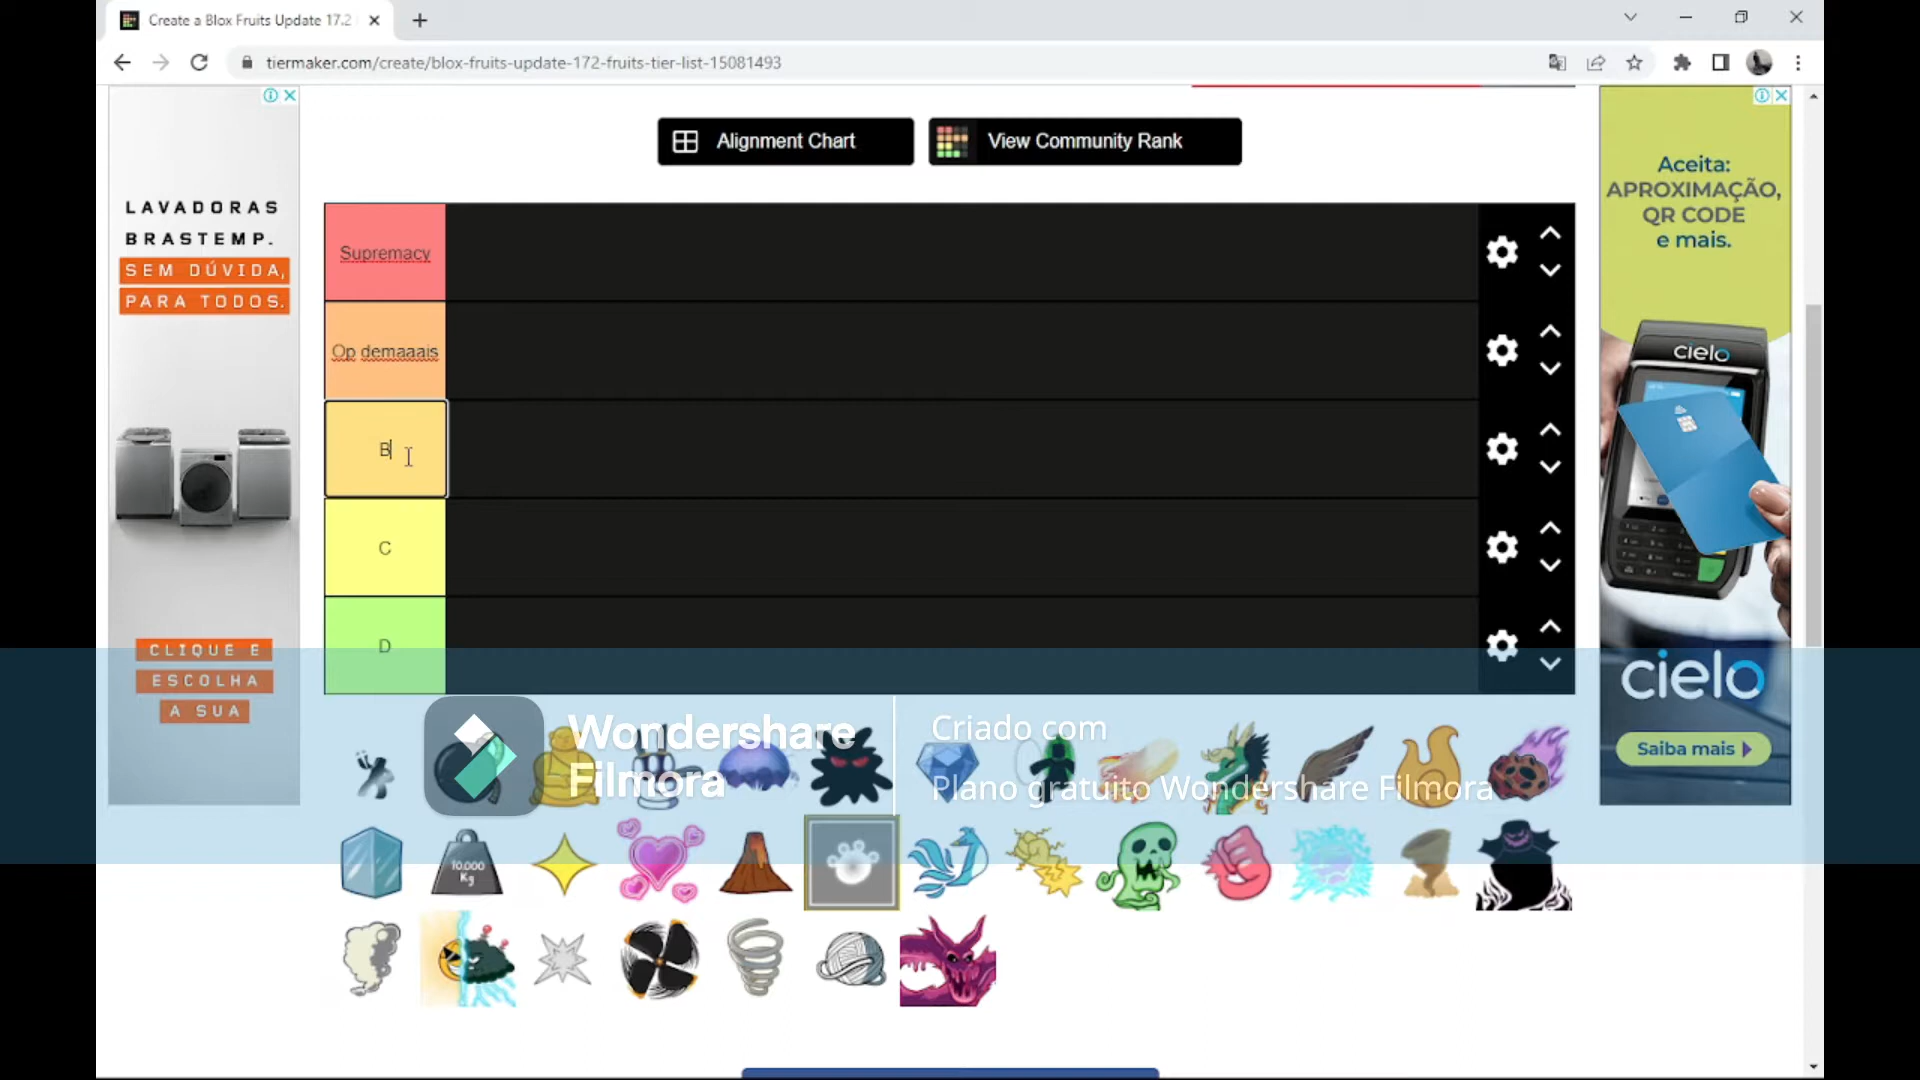 Create a Blox Fruits Update 17.2
tiermaker.com/create/blox-fruits-update-172-fruits-tier-list-15081493
Alignment Chart
View Community Rank
LAVADORAS
BRASTEMP.
SEM DÚVIDA,
PARA TODOS.
CLIQUE E
ESCOLHA
A SUA
Supremacy
Op demaaais
B
C
D
Aceita:
APROXIMAÇÃO,
QR CODE
e mais.
cielo
cielo
Saiba mais
Wondershare
Filmora
Criado com
Plano gratuito Wondershare Filmora
10.000
Kg